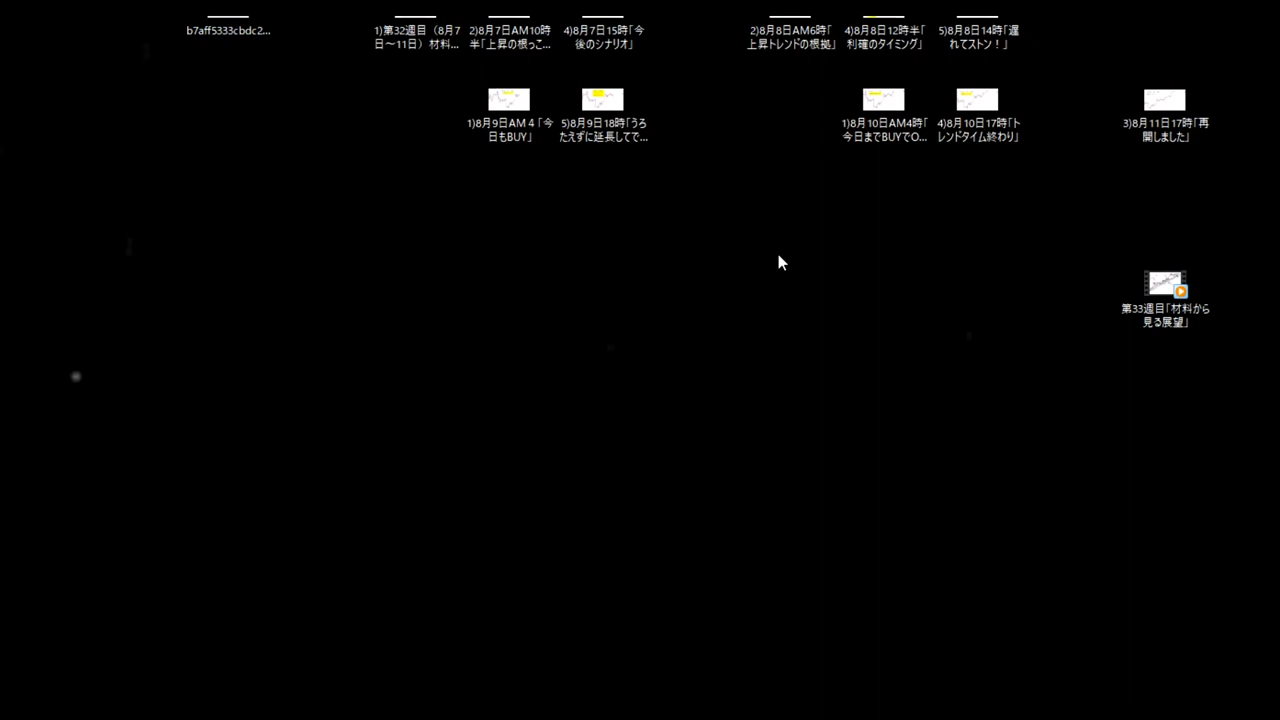 b7aff5333cbdc2...
1)第32週目（8月7
日～11日）材料...
2)8月7日AM10時
半「上昇の根っこ...
4)8月7日15時「今
後のシナリオ」
2)8月8日AM6時「
上昇トレンドの根拠」
4)8月8日12時半「
利確のタイミング」
5)8月8日14時「遅
れてストン！」
1)8月9日AM４「今
日もBUY」
5)8月9日18時「うろ
たえずに延長してで...
1)8月10日AM4時「
今日までBUYでO...
4)8月10日17時「ト
レンドタイム終わり」
3)8月11日17時「再
開しました」
第33週目「材料から
見る展望」